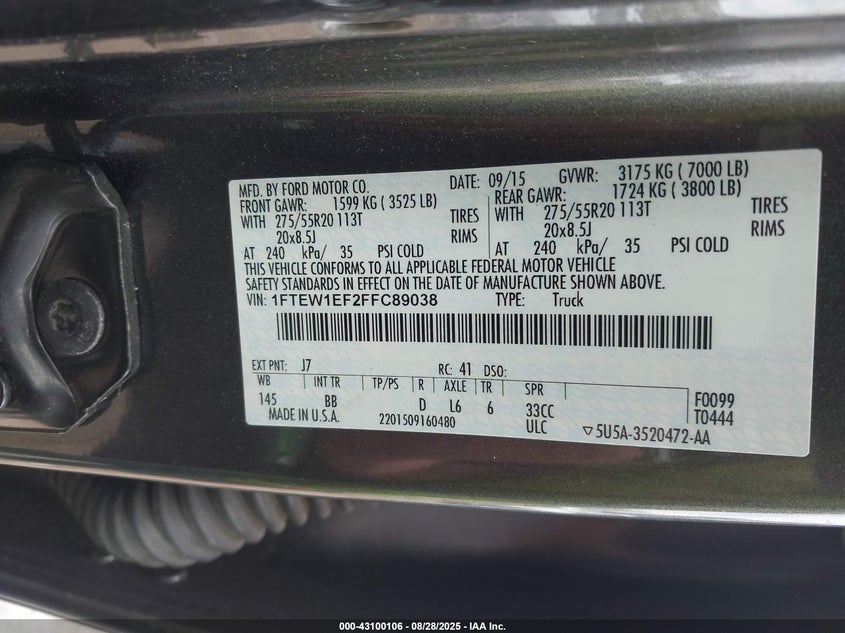 MFD. BY FORD MOTOR CO.
DATE: 09/15 GVWR: 3175 KG ( 7000 LB)
FRONT GAWR: 1599 KG ( 3525 LB) REAR GAWR: 1724 KG ( 3800 LB)
WITH 275/55R20 113T TIRES WITH 275/55R20 113T TIRES
20x8.5J RIMS 20x8.5J RIMS
AT 240 kPa/ 35 PSI COLD AT 240 kPa/ 35 PSI COLD
THIS VEHICLE CONFORMS TO ALL APPLICABLE FEDERAL MOTOR VEHICLE
SAFETY STANDARDS IN EFFECT ON THE DATE OF MANUFACTURE SHOWN ABOVE.
VIN: 1FTEW1EF2FFC89038 TYPE: Truck
EXT PNT: J7 RC: 41 DSO:
WB INT TR TP/PS R AXLE TR SPR
145 BB D L6 6 33CC F0099
MADE IN U.S.A. 2201509160480 ULC T0444
▽5U5A-3520472-AA
000-43100106 - 08/28/2025 - IAA Inc.